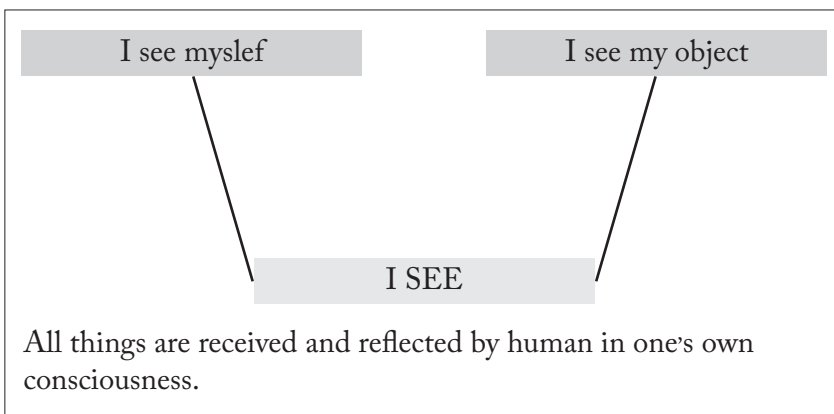 I see myslef
I see my object
I SEE
All things are received and reflected by human in one’s own
consciousness.